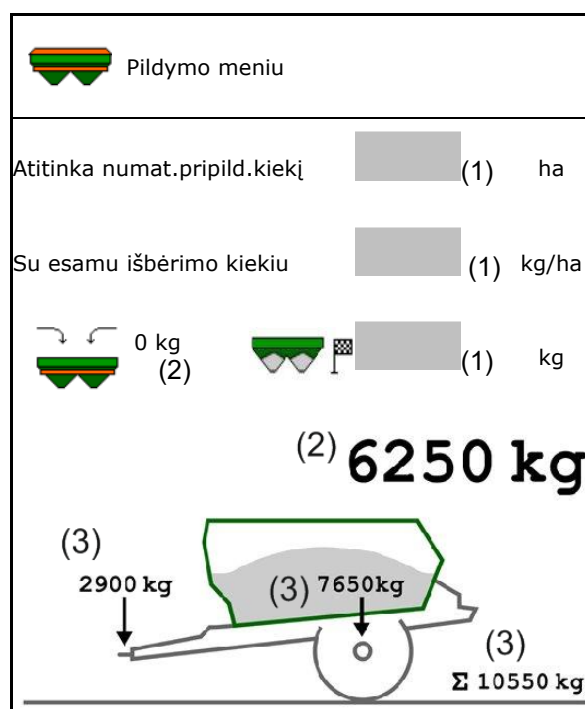 Pildymo meniu
Atitinka numat.pripild.kiekį (1) ha
Su esamu išbėrimo kiekiu (1) kg/ha
0 kg
(2) (1) kg
(2) 6250 kg
(3)
2900 kg (3) 7650kg
(3)
Σ 10550 kg